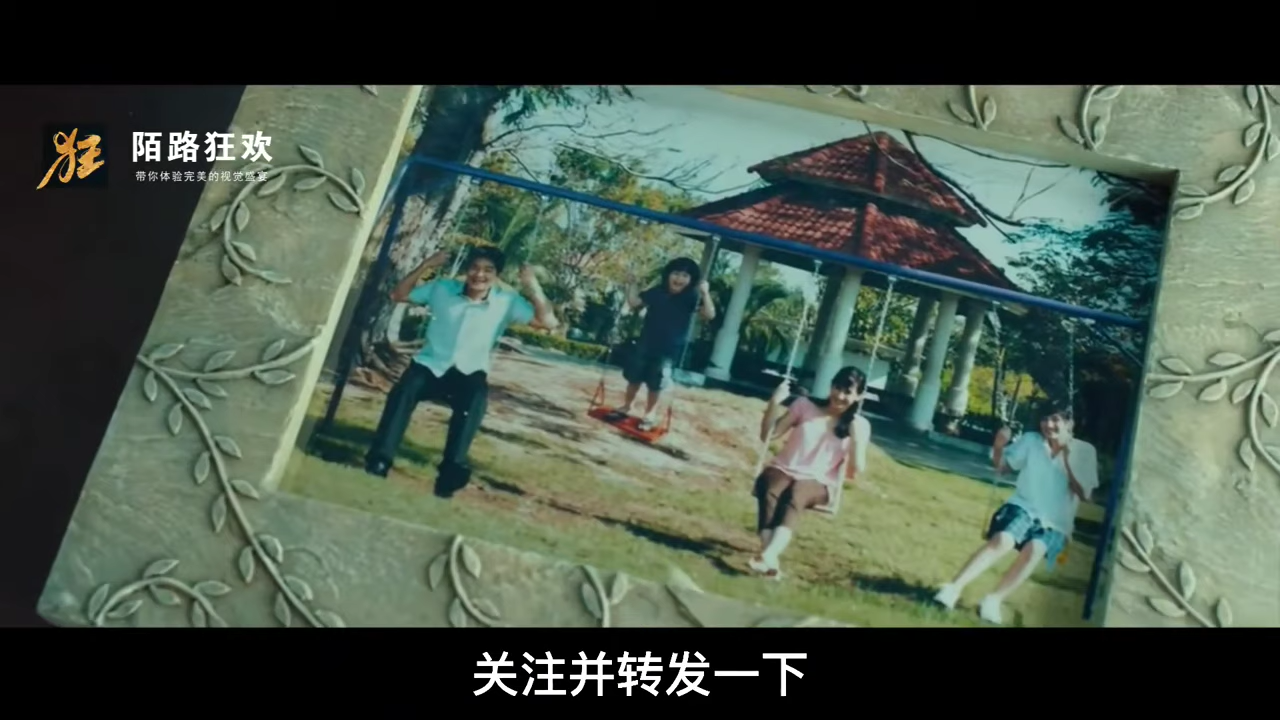 狂
陌路狂欢
带你体验完美的视觉盛宴
关注并转发一下